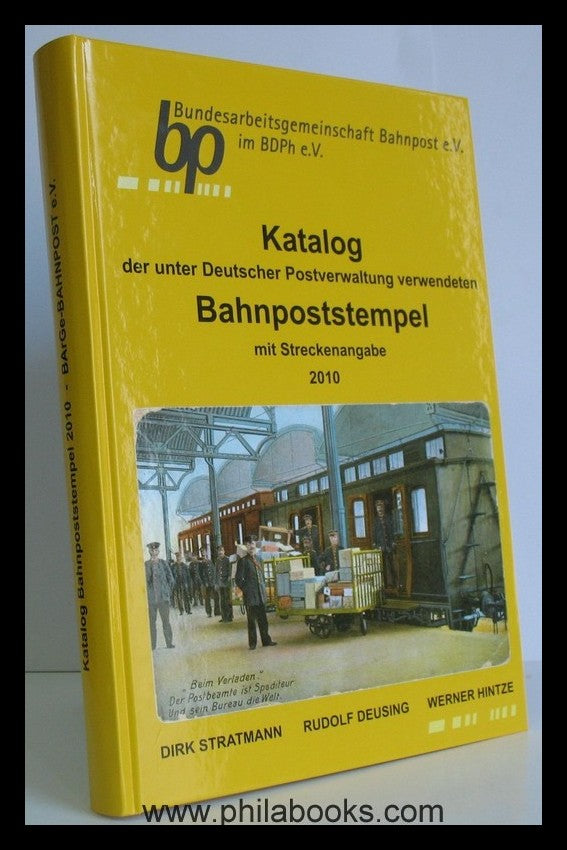 bp
Bundesarbeitsgemeinschaft Bahnpost e.V.
im BDPh e.V.
Katalog
der unter Deutscher Postverwaltung verwendeten
Bahnpoststempel
mit Streckenangabe
2010
„Beim Verladen."
Der Postbeamte ist Spediteur
Und sein Bureau die Welt.
DIRK STRATMANN
RUDOLF DEUSING
WERNER HINTZE
Katalog Bahnpoststempel 2010 - BArGe-BAHNPOST e.V.
www.philabooks.com